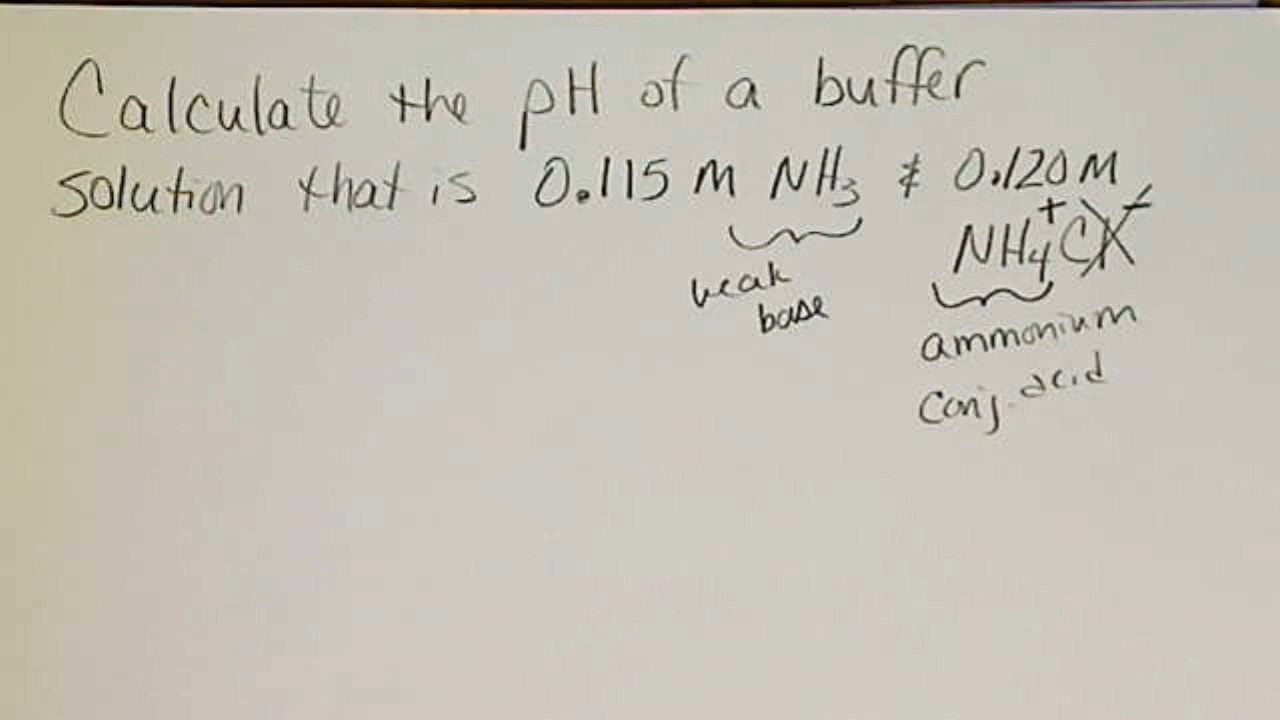 Calculate the pH of a buffer
solution that is 0.115 M NH₃ & 0.120 M
NH₄⁺Cl⁻
weak
base
ammonium
conj. acid